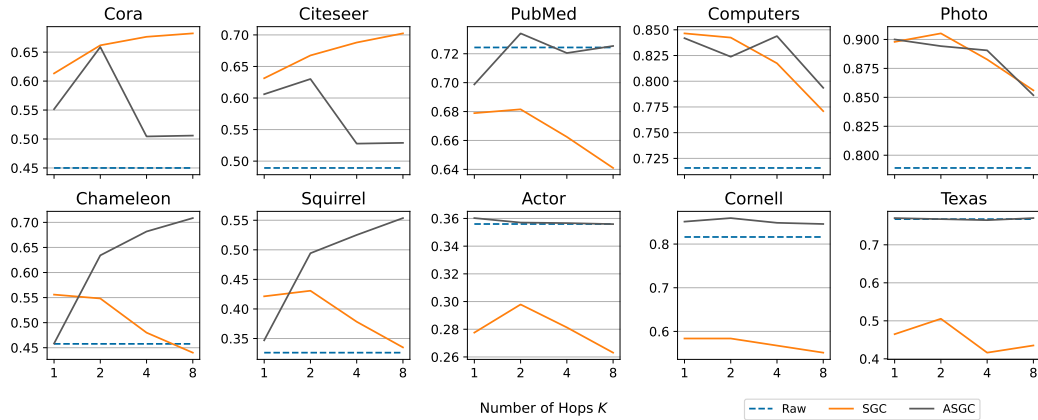 Cora Citeseer PubMed Computers Photo
0.65 0.60 0.55 0.50 0.45
0.70 0.65 0.60 0.55 0.50
0.72 0.70 0.68 0.66 0.64
0.850 0.825 0.800 0.775 0.750 0.725
0.900 0.875 0.850 0.825 0.800
Chameleon Squirrel Actor Cornell Texas
0.70 0.65 0.60 0.55 0.50 0.45
0.55 0.50 0.45 0.40 0.35
0.36 0.34 0.32 0.30 0.28 0.26
0.8 0.6
0.7 0.6 0.5 0.4
1 2 4 8 1 2 4 8 1 2 4 8 1 2 4 8 1 2 4 8
Number of Hops K
Raw SGC ASGC